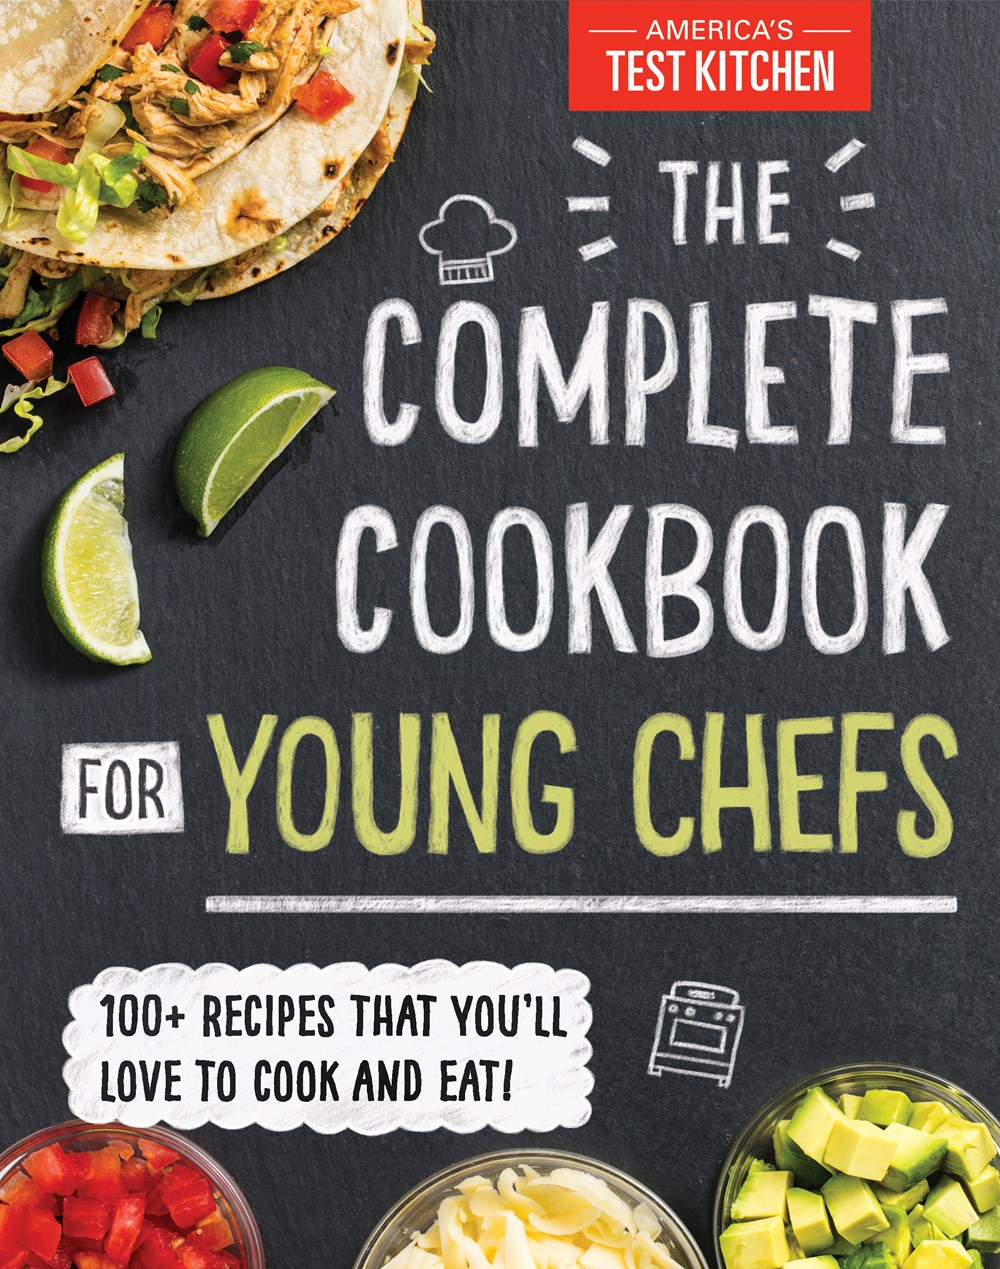 AMERICA'S
TEST KITCHEN
THE
COMPLETE
COOKBOOK
FOR YOUNG CHEFS
100+ RECIPES THAT YOU'LL
LOVE TO COOK AND EAT!